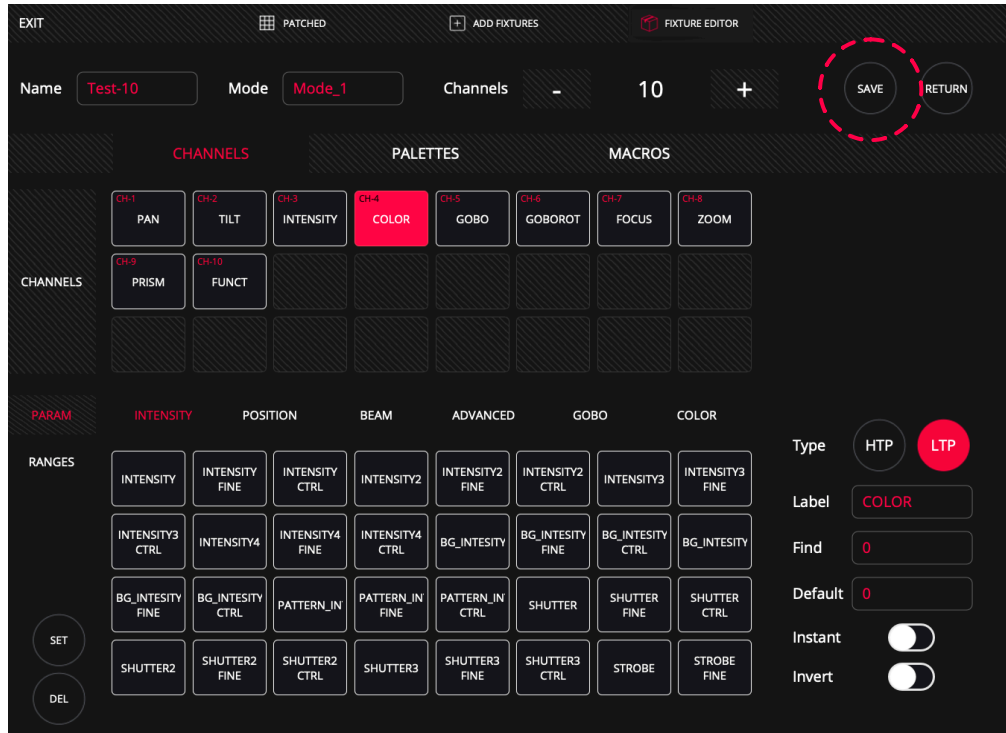 EXIT PATCHED ADD FIXTURES FIXTURE EDITOR
Name Test-10 Mode Mode_1 Channels - 10 + SAVE RETURN
CHANNELS PALETTES MACROS
CHANNELS
CH-1 CH-2 CH-3 CH-4 CH-5 CH-6 CH-7 CH-8
PAN TILT INTENSITY COLOR GOBO GOBOROT FOCUS ZOOM
CH-9 CH-10
PRISM FUNCT
PARAM INTENSITY POSITION BEAM ADVANCED GOBO COLOR
RANGES
INTENSITY
INTENSITY
FINE
INTENSITY
CTRL
INTENSITY2
INTENSITY2
FINE
INTENSITY2
CTRL
INTENSITY3
INTENSITY3
FINE
INTENSITY3
CTRL
INTENSITY4
INTENSITY4
FINE
INTENSITY4
CTRL
BG_INTESITY
BG_INTESITY
FINE
BG_INTESITY
CTRL
BG_INTESITY
BG_INTESITY
FINE
BG_INTESITY
CTRL
PATTERN_IN
PATTERN_IN
FINE
PATTERN_IN
CTRL
SHUTTER
SHUTTER
FINE
SHUTTER
CTRL
SHUTTER2
SHUTTER2
FINE
SHUTTER2
CTRL
SHUTTER3
SHUTTER3
FINE
SHUTTER3
CTRL
STROBE
STROBE
FINE
SET
DEL
Type HTP LTP
Label COLOR
Find 0
Default 0
Instant
Invert